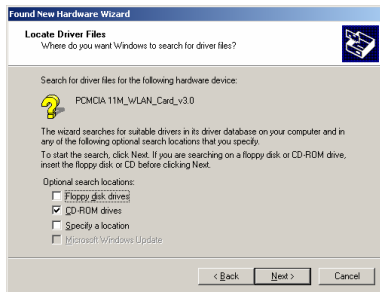 Found New Hardware Wizard
Locate Driver Files
Where do you want Windows to search for driver files?
Search for driver files for the following hardware device:
PCMCIA 11M_WLAN_Card_v3.0
The wizard searches for suitable drivers in its driver database on your computer and in
any of the following optional search locations that you specify.
To start the search, click Next. If you are searching on a floppy disk or CD-ROM drive,
insert the floppy disk or CD before clicking Next.
Optional search locations:
Floppy disk drives
CD-ROM drives
Specify a location
Microsoft Windows Update
< Back Next > Cancel